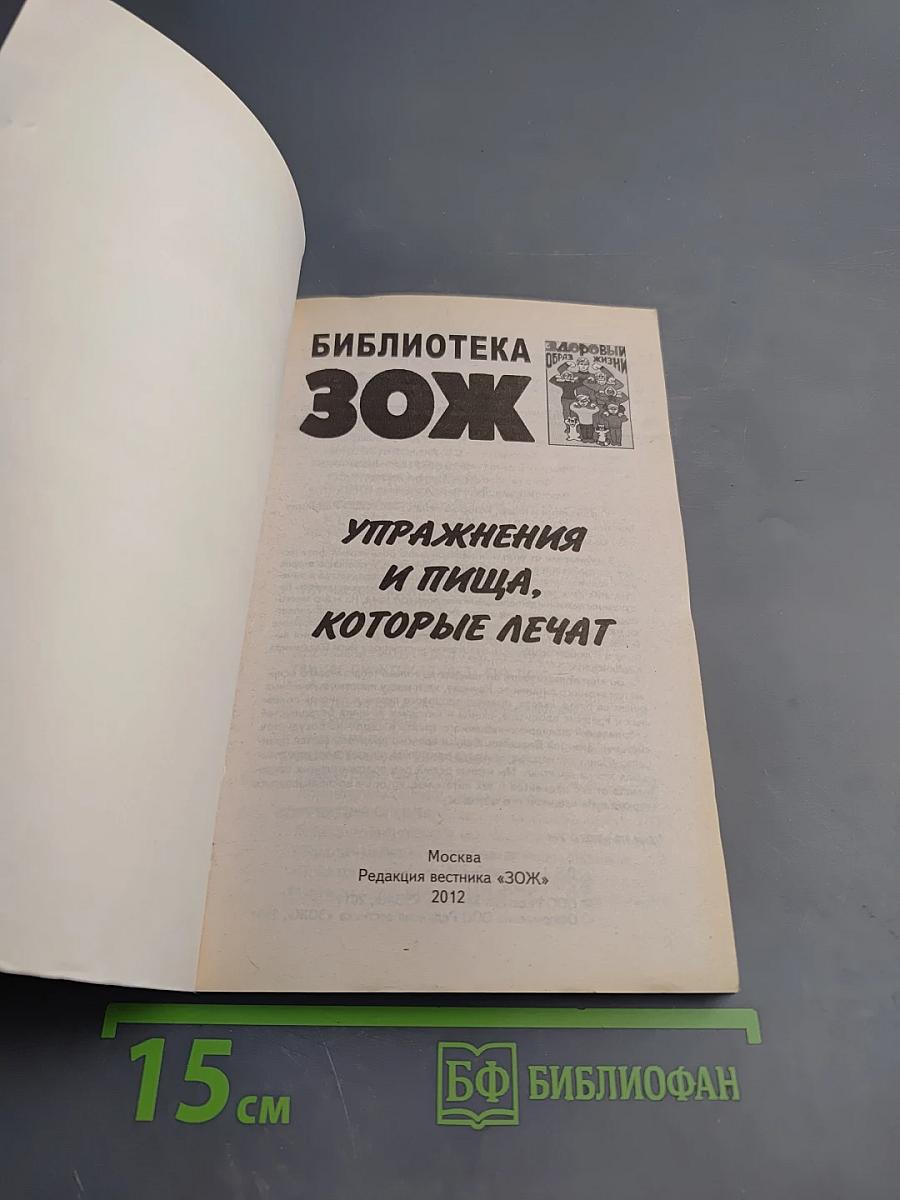 БИБЛИОТЕКА
ЗОЖ
ЗДОРОВЫЙ
ОБРАЗ ЖИЗНИ
УПРАЖНЕНИЯ
И ПИЩА,
КОТОРЫЕ ЛЕЧАТ
Москва
Редакция вестника «ЗОЖ»
2012
15 см
БФ БИБЛИОФАН